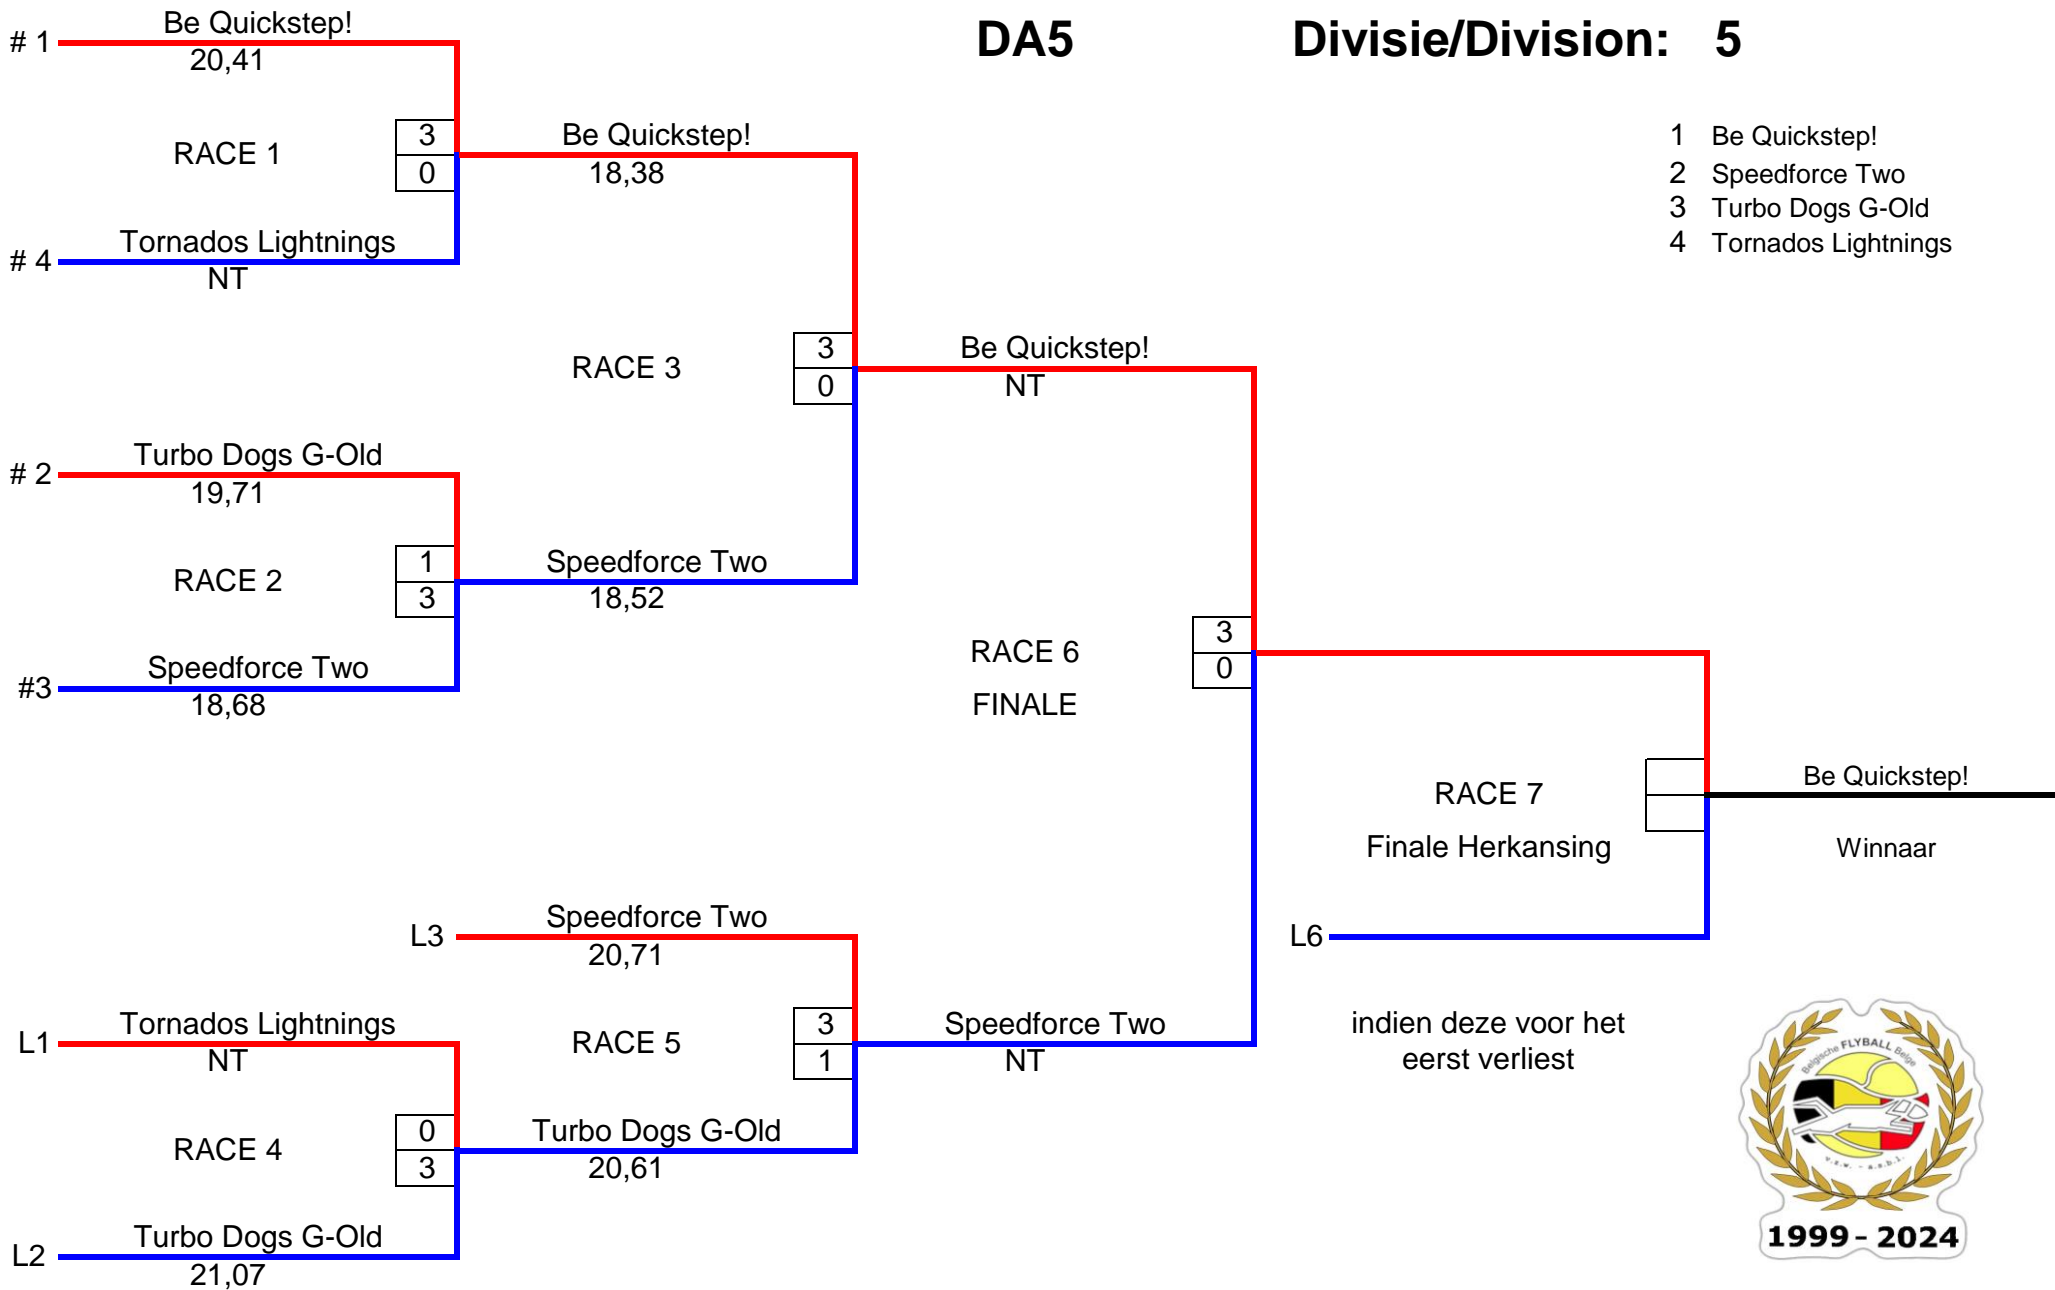 DA5 Divisie/Division: 5
# 1
Be Quickstep!
20,41
RACE 1
3
0
# 4
Tornados Lightnings
NT
Be Quickstep!
18,38
1 Be Quickstep!
2 Speedforce Two
3 Turbo Dogs G-Old
4 Tornados Lightnings
RACE 3
3
0
Be Quickstep!
NT
# 2
Turbo Dogs G-Old
19,71
RACE 2
1
3
#3
Speedforce Two
18,68
Speedforce Two
18,52
RACE 6
FINALE
3
0
RACE 7
Finale Herkansing
Be Quickstep!
Winnaar
L3
Speedforce Two
20,71
L6
indien deze voor het
eerst verliest
L1
Tornados Lightnings
NT
RACE 5
3
1
Speedforce Two
NT
RACE 4
0
3
Turbo Dogs G-Old
20,61
L2
Turbo Dogs G-Old
21,07
Belgische FLYBALL Belge
v.z.w. - a.s.b.l.
1999 - 2024